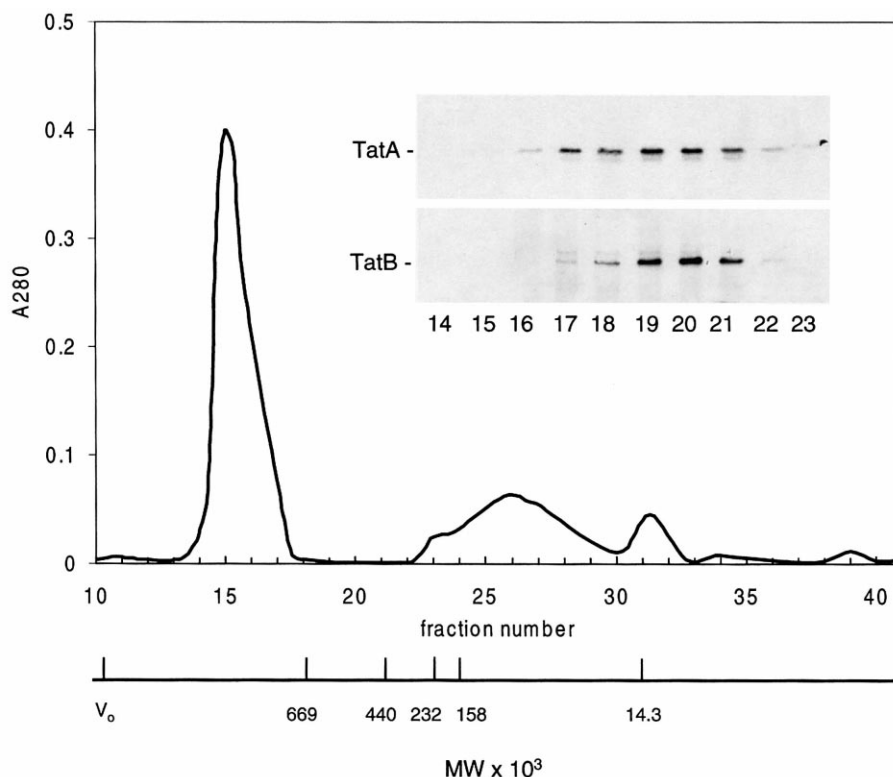 0.5
0.4
0.3
0.2
0.1
0
A280
TatA -
TatB -
14 15 16 17 18 19 20 21 22 23
10 15 20 25 30 35 40
fraction number
Vo 669 440 232 158 14.3
MW x 10³